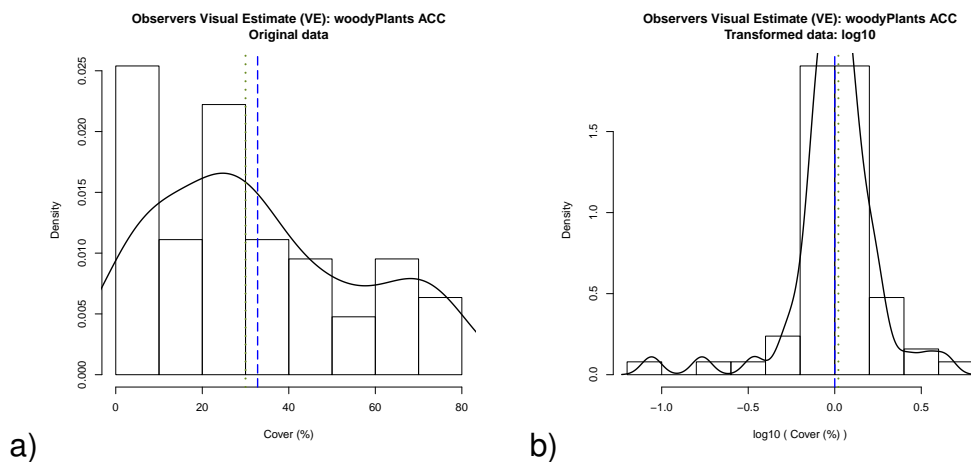 Observers Visual Estimate (VE): woodyPlants ACC
Original data
Density
0.025
0.020
0.015
0.010
0.005
0.000
0 20 40 60 80
Cover (%)
a)
Observers Visual Estimate (VE): woodyPlants ACC
Transformed data: log10
Density
1.5
1.0
0.5
0.0
−1.0 −0.5 0.0 0.5
log10 ( Cover (%) )
b)